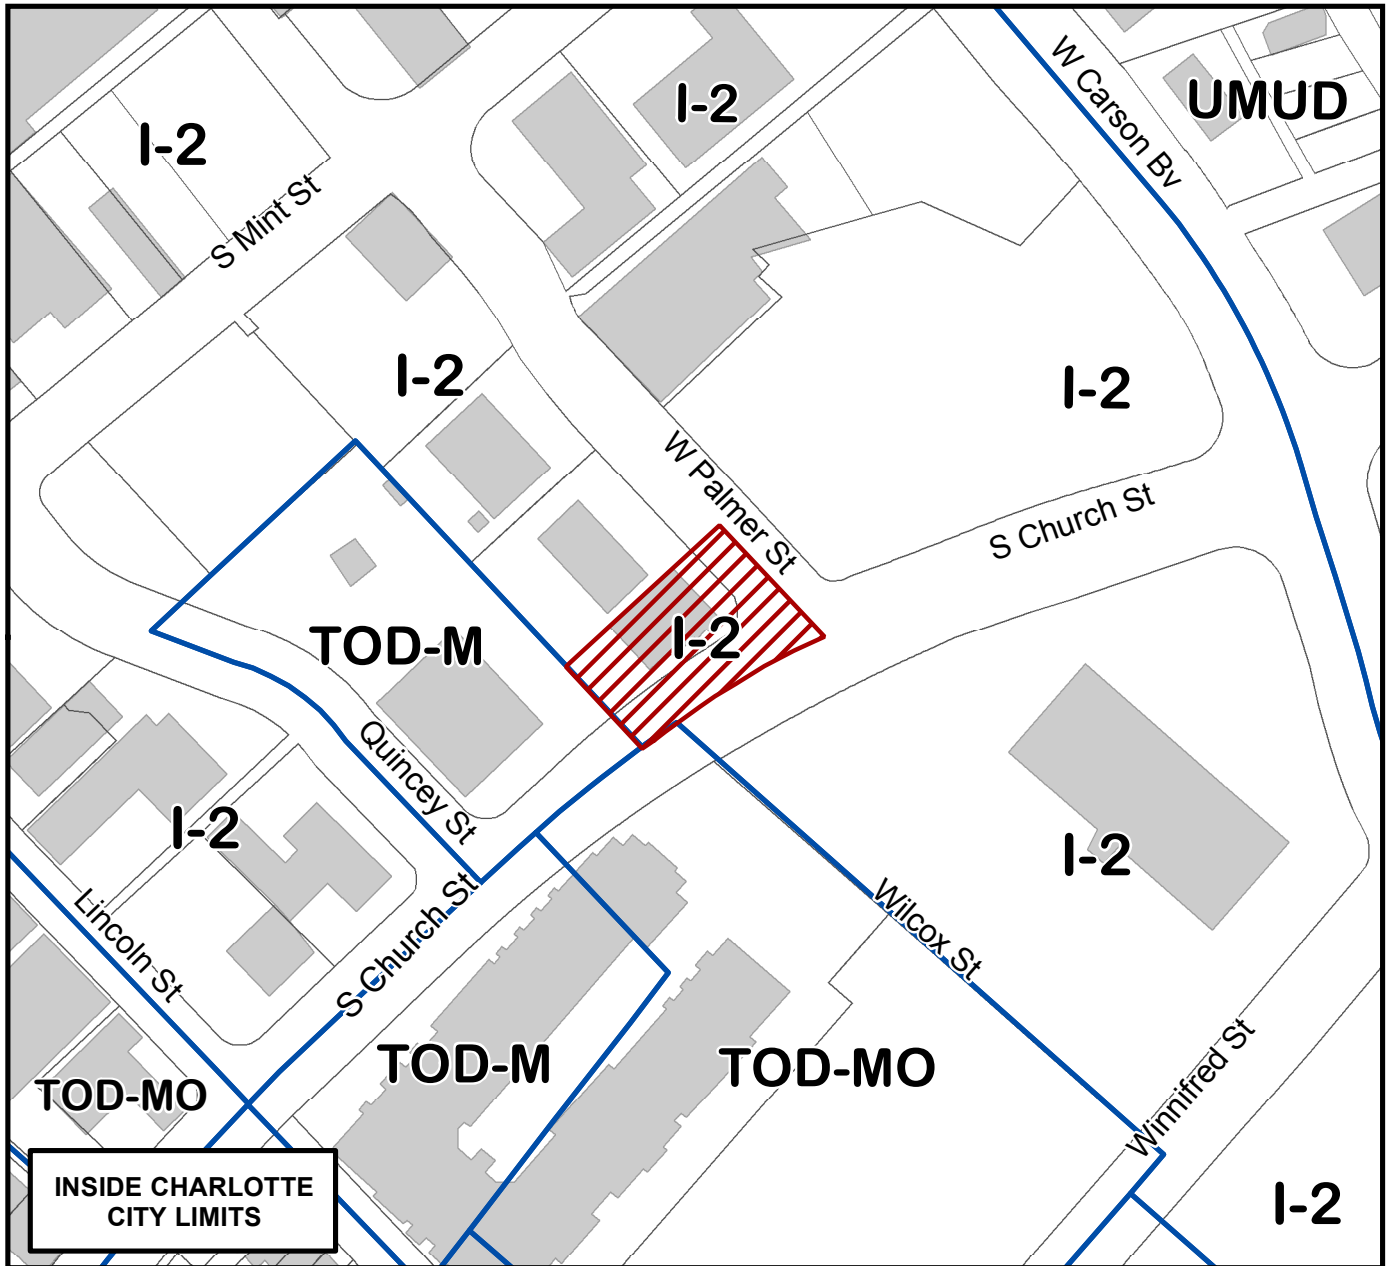 W Carson Bv
UMUD
I-2
I-2
S Mint St
I-2
I-2
W Palmer St
S Church St
TOD-M
I-2
Quincey St
I-2
I-2
Lincoln St
S Church St
Wilcox St
TOD-M
TOD-MO
TOD-MO
Winnifred St
I-2
INSIDE CHARLOTTE
CITY LIMITS